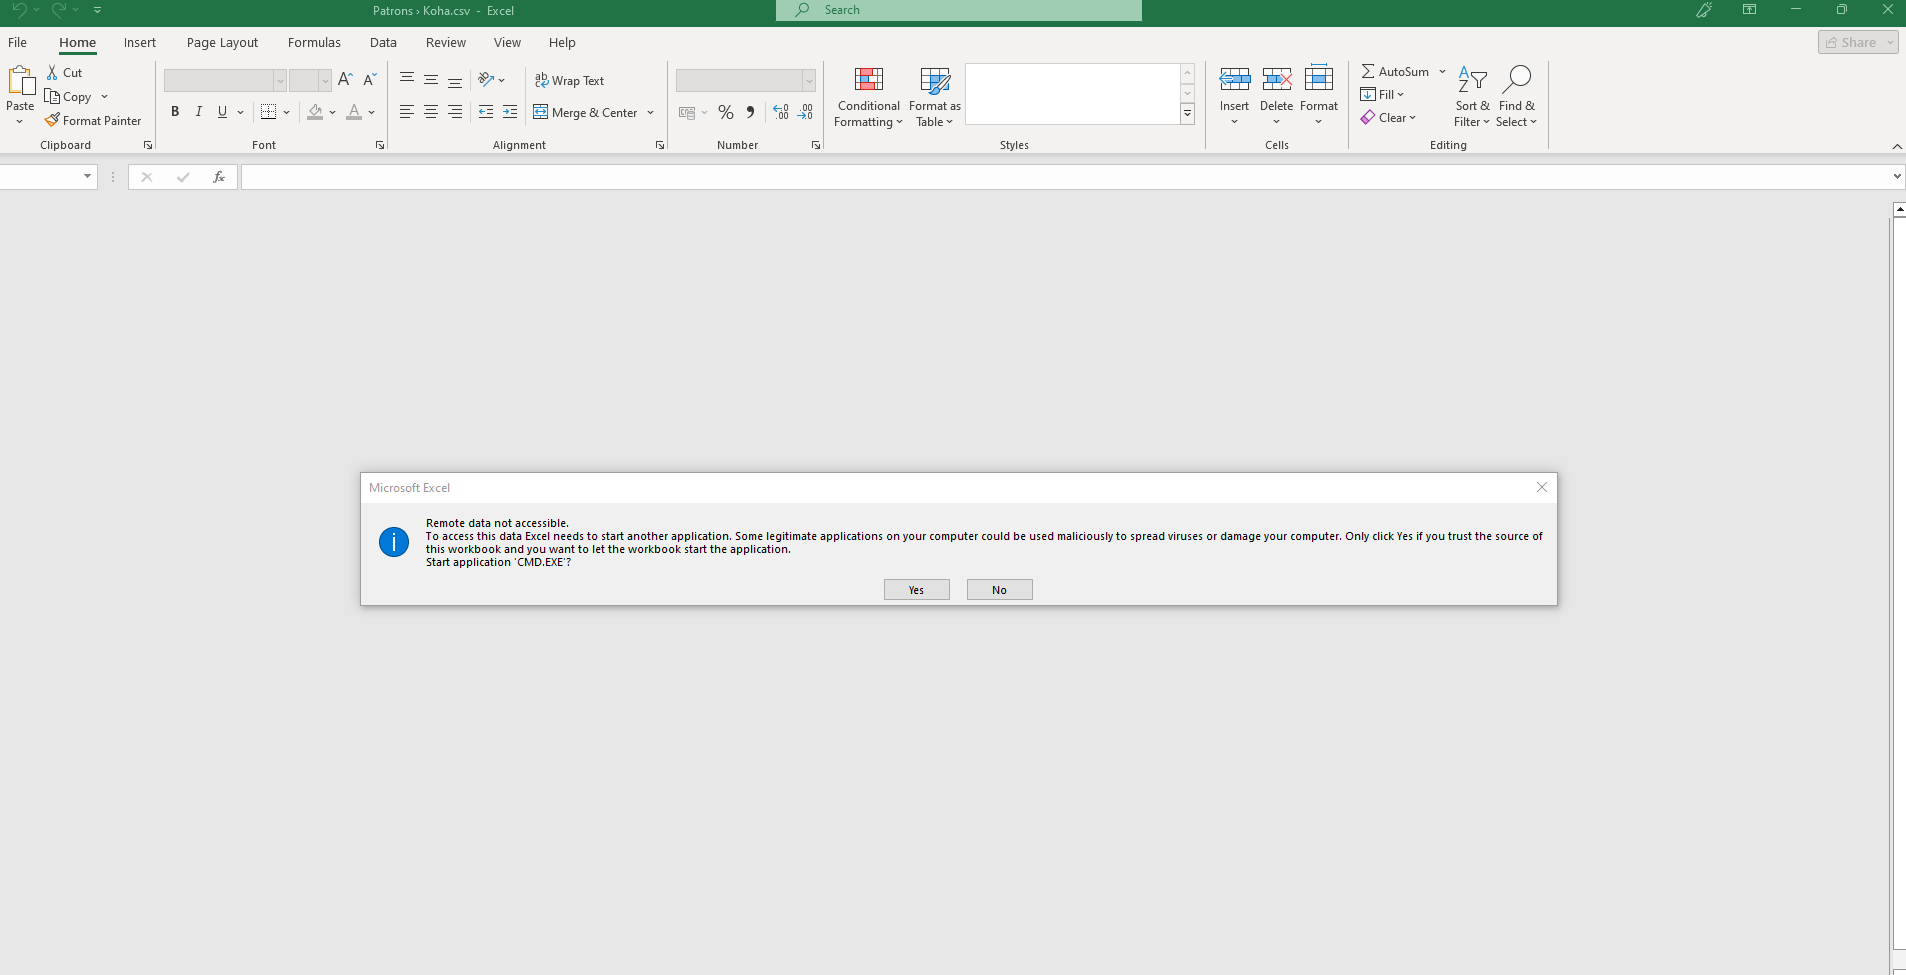 Patrons › Koha.csv - Excel
Search
File Home Insert Page Layout Formulas Data Review View Help
Share
Paste
Cut
Copy
Format Painter
Clipboard
A A
B I U
A
Font
ab Wrap Text
Merge & Center
Alignment
% 9 .00 .00
Number
Conditional
Formatting
Format as
Table
Styles
Insert
Delete
Format
Cells
AutoSum
Fill
Clear
Sort &
Filter
Find &
Select
Editing
fx
Microsoft Excel
Remote data not accessible.
To access this data Excel needs to start another application. Some legitimate applications on your computer could be used maliciously to spread viruses or damage your computer. Only click Yes if you trust the source of
this workbook and you want to let the workbook start the application.
Start application 'CMD.EXE'?
Yes
No